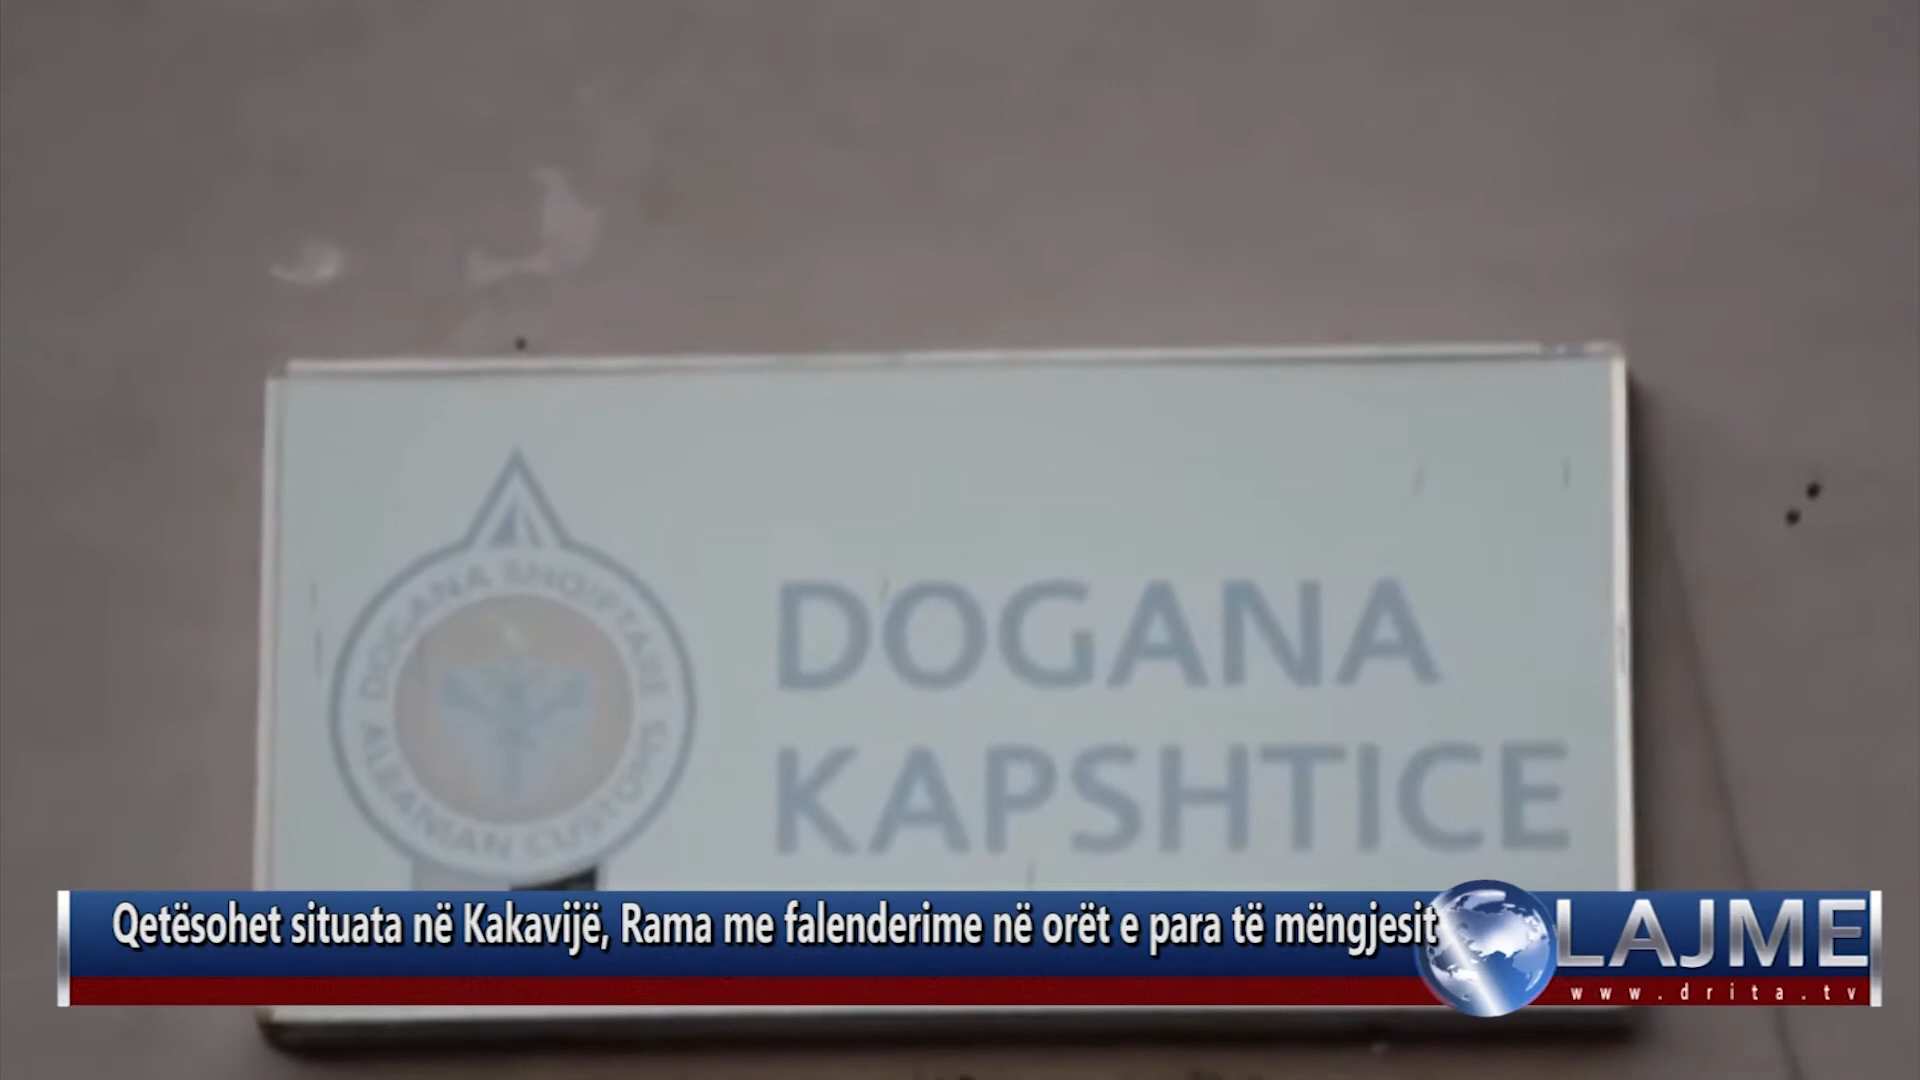 DOGANA SHQIPTARE
ALBANIAN CUSTOMS
DOGANA
KAPSHTICE
Qetësohet situata në Kakavijë, Rama me falenderime në orët e para të mëngjesit
LAJME
www.drita.tv